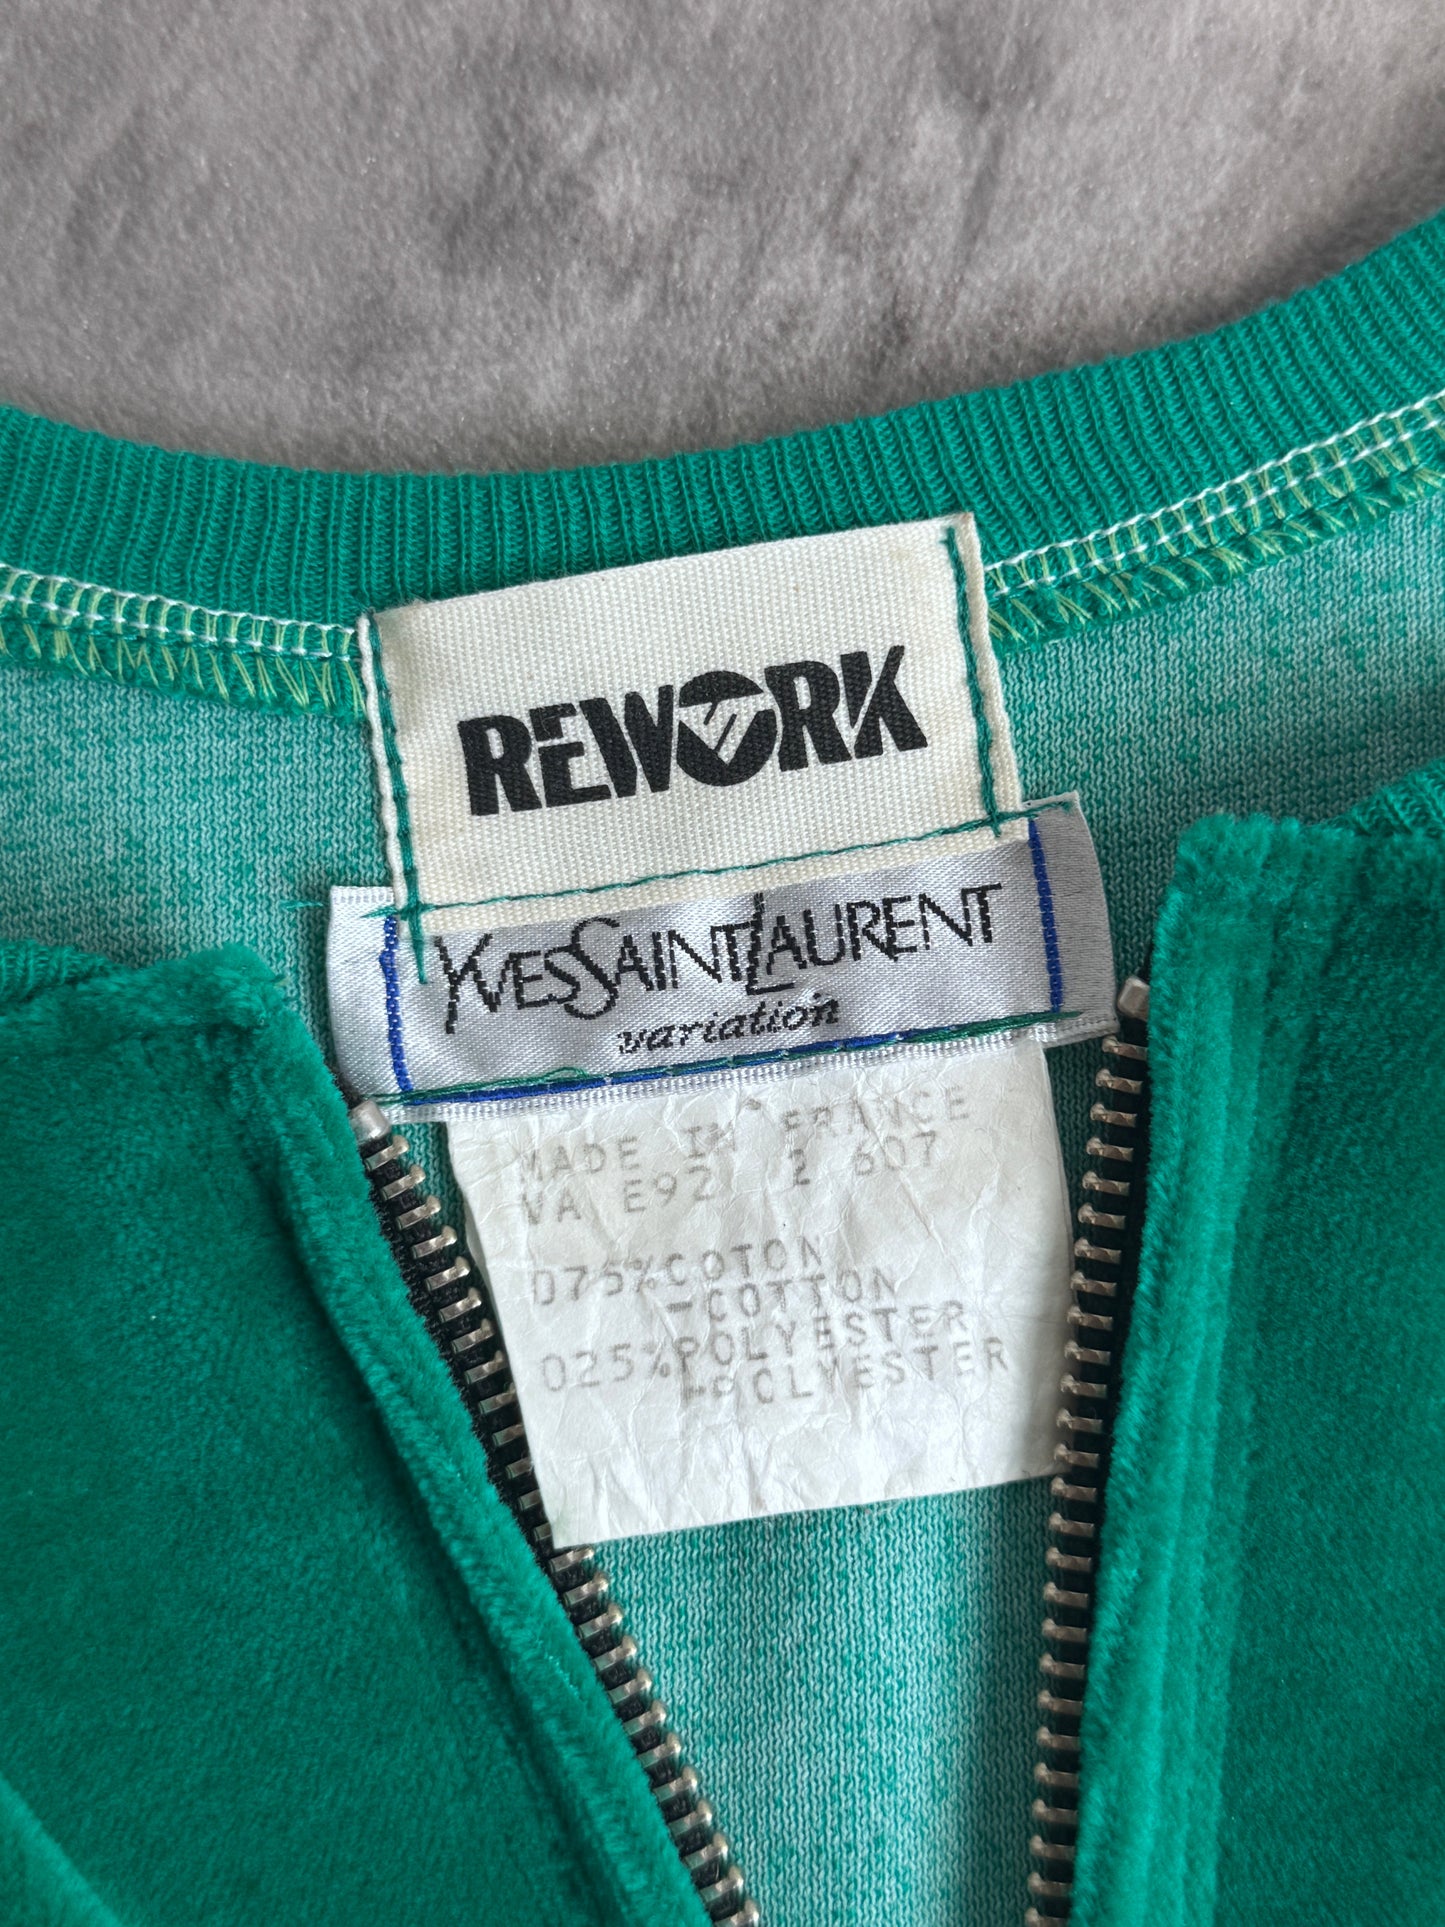 REWORK
YVESSAINTLAURENT
variation
MADE IN FRANCE
VA E92 2 607
075%COTON
-COTTON
025%POLYESTER
-POLYESTER